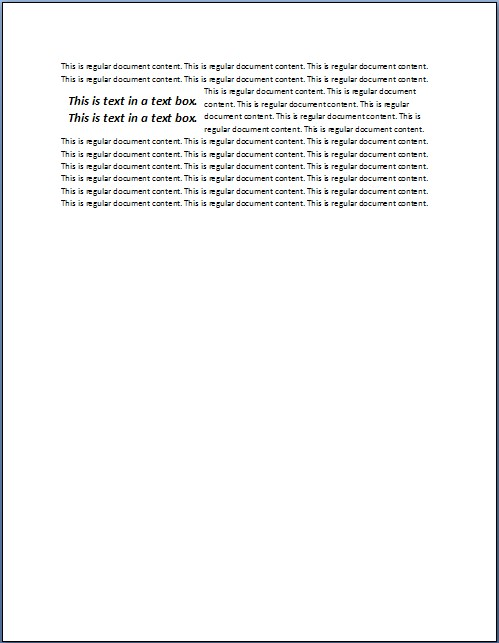 This is regular document content. This is regular document content. This is regular document content.
This is regular document content. This is regular document content. This is regular document content.
This is text in a text box.
This is text in a text box.
This is regular document content. This is regular document
content. This is regular document content. This is regular
document content. This is regular document content. This is
regular document content. This is regular document content.
This is regular document content. This is regular document content. This is regular document content.
This is regular document content. This is regular document content. This is regular document content.
This is regular document content. This is regular document content. This is regular document content.
This is regular document content. This is regular document content. This is regular document content.
This is regular document content. This is regular document content. This is regular document content.
This is regular document content. This is regular document content. This is regular document content.